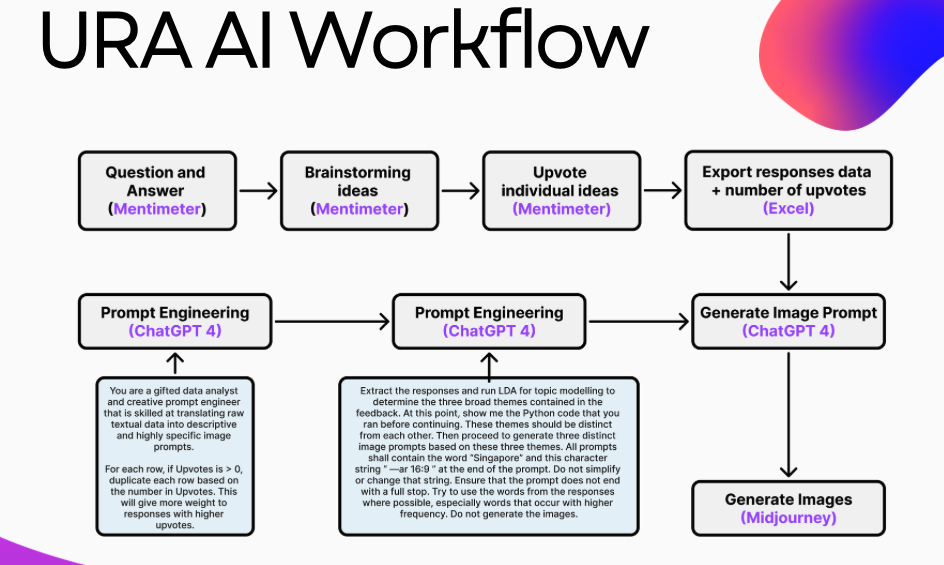 URA AI Workflow
Question and
Answer
(Mentimeter)
Brainstorming
ideas
(Mentimeter)
Upvote
individual ideas
(Mentimeter)
Export responses data
+ number of upvotes
(Excel)
Prompt Engineering
(ChatGPT 4)
Prompt Engineering
(ChatGPT 4)
Generate Image Prompt
(ChatGPT 4)
You are a gifted data analyst
and creative prompt engineer
that is skilled at translating raw
textual data into descriptive
and highly specific image
prompts.
For each row, if Upvotes is > 0,
duplicate each row based on
the number in Upvotes. This
will give more weight to
responses with higher
upvotes.
Extract the responses and run LDA for topic modelling to
determine the three broad themes contained in the
feedback. At this point, show me the Python code that you
ran before continuing. These themes should be distinct
from each other. Then proceed to generate three distinct
image prompts based on these three themes. All prompts
shall contain the word "Singapore" and this character
string " —ar 16:9 " at the end of the prompt. Do not simplify
or change that string. Ensure that the prompt does not end
with a full stop. Try to use the words from the responses
where possible, especially words that occur with higher
frequency. Do not generate the images.
Generate Images
(Midjourney)